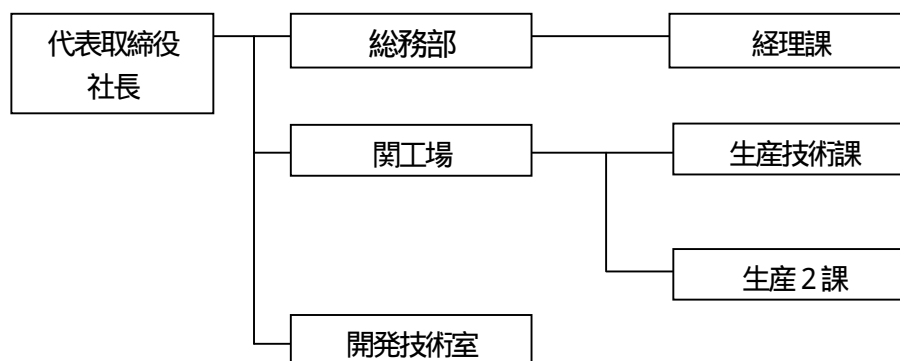 代表取締役
社長
総務部
経理課
関工場
生産技術課
生産２課
開発技術室